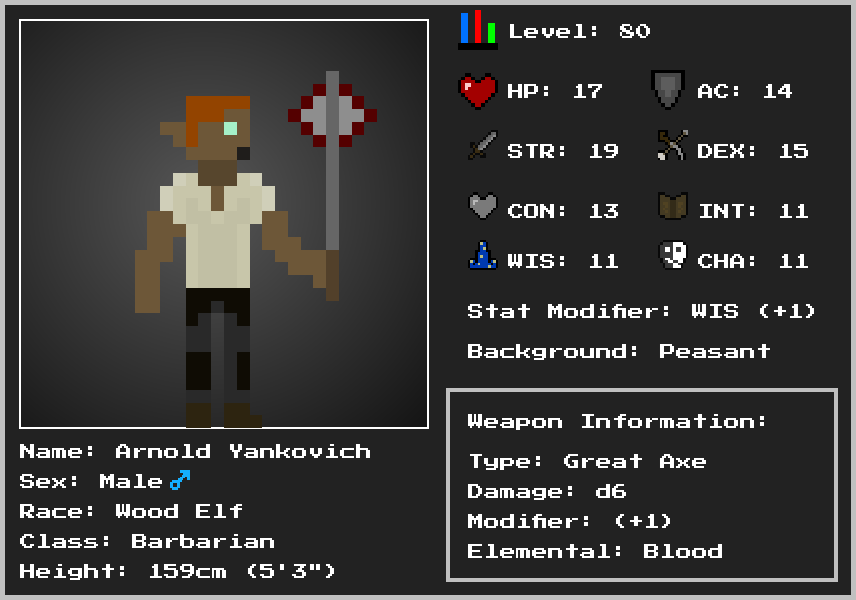 Level: 80
HP: 17
AC: 14
STR: 19
DEX: 15
CON: 13
INT: 11
WIS: 11
CHA: 11
Stat Modifier: WIS (+1)
Background: Peasant
Weapon Information:
Type: Great Axe
Damage: d6
Modifier: (+1)
Elemental: Blood
Name: Arnold Yankovich
Sex: Male ♂
Race: Wood Elf
Class: Barbarian
Height: 159cm (5'3")